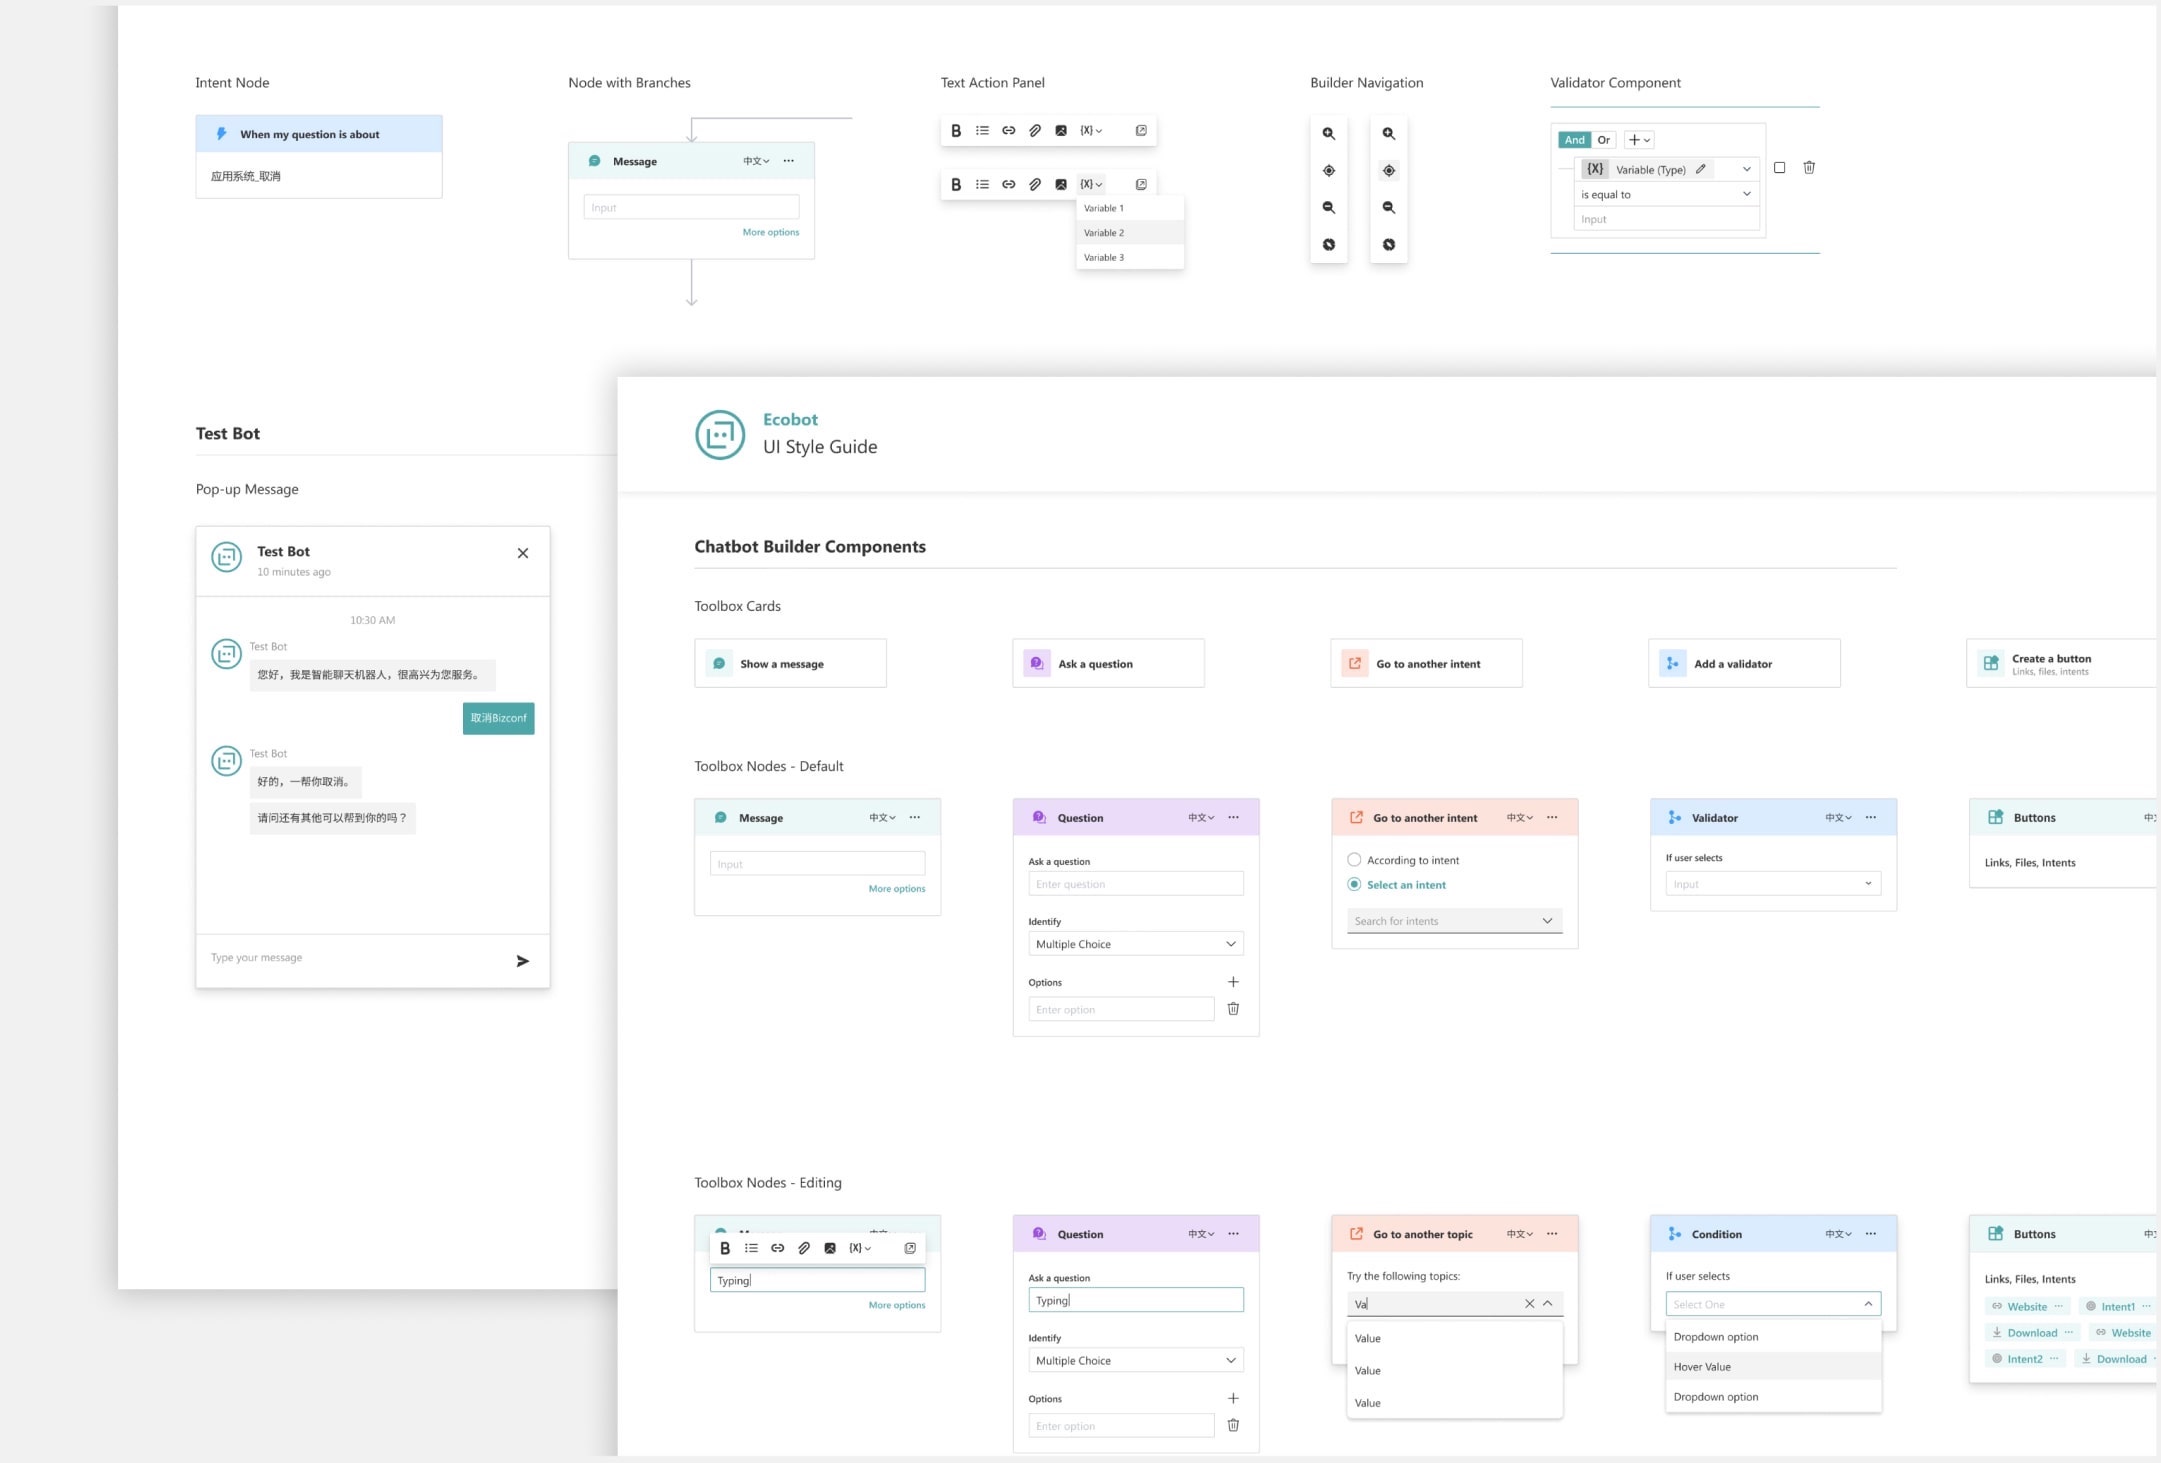 Intent Node
When my question is about
应用系统_取消
Node with Branches
Message 中文
Input
More options
Text Action Panel
B {X}
B {X}
Variable 1
Variable 2
Variable 3
Builder Navigation
Validator Component
And Or
{X} Variable (Type)
is equal to
Input
Test Bot
Pop-up Message
Test Bot
10 minutes ago
10:30 AM
Test Bot
您好，我是智能聊天机器人，很高兴为您服务。
取消Bizconf
Test Bot
好的，一帮你取消。
请问还有其他可以帮到你的吗？
Type your message
Ecobot
UI Style Guide
Chatbot Builder Components
Toolbox Cards
Show a message
Ask a question
Go to another intent
Add a validator
Create a button
Links, files, intents
Toolbox Nodes - Default
Message 中文
Input
More options
Question 中文
Ask a question
Enter question
Identify
Multiple Choice
Options
Enter option
Go to another intent 中文
According to intent
Select an intent
Search for intents
Validator 中文
If user selects
Input
Buttons 中
Links, Files, Intents
Toolbox Nodes - Editing
B {X}
Typing
More options
Question 中文
Ask a question
Typing
Identify
Multiple Choice
Options
Enter option
Go to another topic 中文
Try the following topics:
Va
Value
Value
Value
Condition 中文
If user selects
Select One
Dropdown option
Hover Value
Dropdown option
Buttons 中
Links, Files, Intents
Website Intent1
Download Website
Intent2 Download